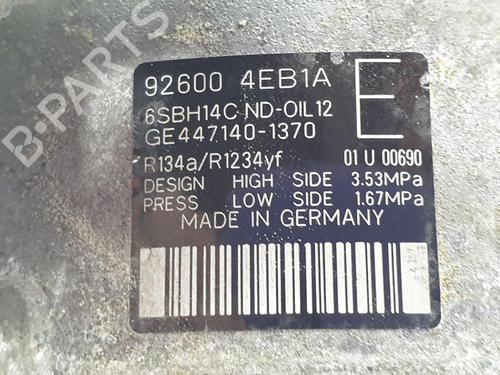 B-PARTS
92600 4EB1A
E
6SBH14C ND-OIL12
GE447140-1370
R134a/R1234yf 01 U 00690
DESIGN HIGH SIDE 3.53MPa
PRESS LOW SIDE 1.67MPa
MADE IN GERMANY